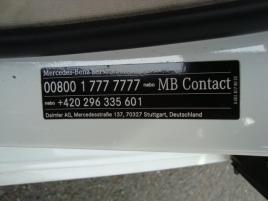 Mercedes-Benz
00800 1 777 7777 nebo MB Contact
nebo +420 296 335 601
Daimler AG, Mercedesstraße 137, 70327 Stuttgart, Deutschland